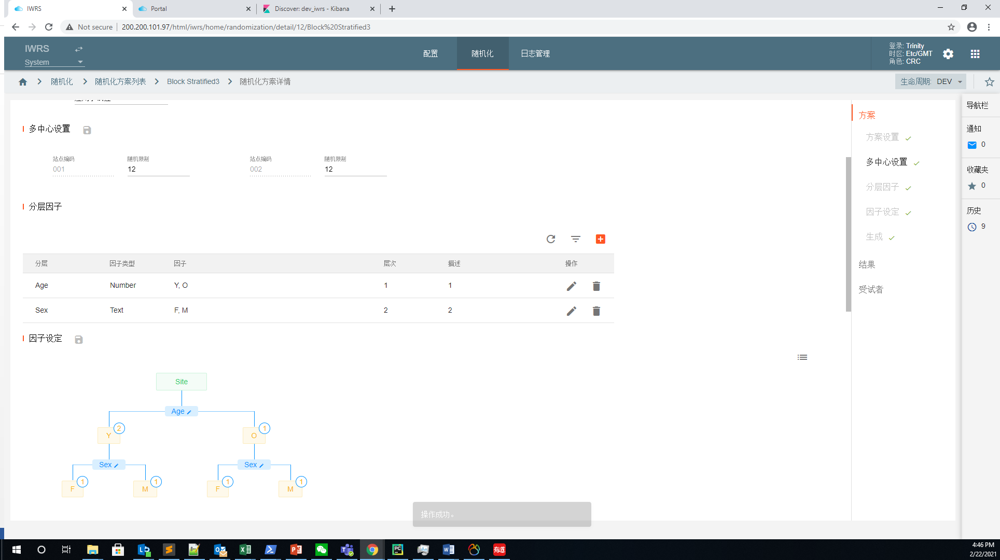 IWRS
Portal
Discover: dev_iwrs - Kibana
Not secure
200.200.101.97/html/iwrs/home/randomization/detail/12/Block%20Stratified3
IWRS
System
配置
随机化
日志管理
登录: Trinity
时区: Etc/GMT
角色: CRC
随机化
随机化方案列表
Block Stratified3
随机化方案详情
生命周期: DEV
多中心设置
站点编码
001
随机限制
12
站点编码
002
随机限制
12
分层因子
分层 因子类型 因子 层次 描述 操作
Age Number Y, O 1 1
Sex Text F, M 2 2
因子设定
Site
Age
Y 2
O 1
Sex
Sex
F 1
M 1
F 1
M 1
操作成功。
方案
方案设置
多中心设置
分层因子
因子设定
生成
结果
受试者
导航栏
通知
0
收藏夹
0
历史
9
4:46 PM
2/22/2021